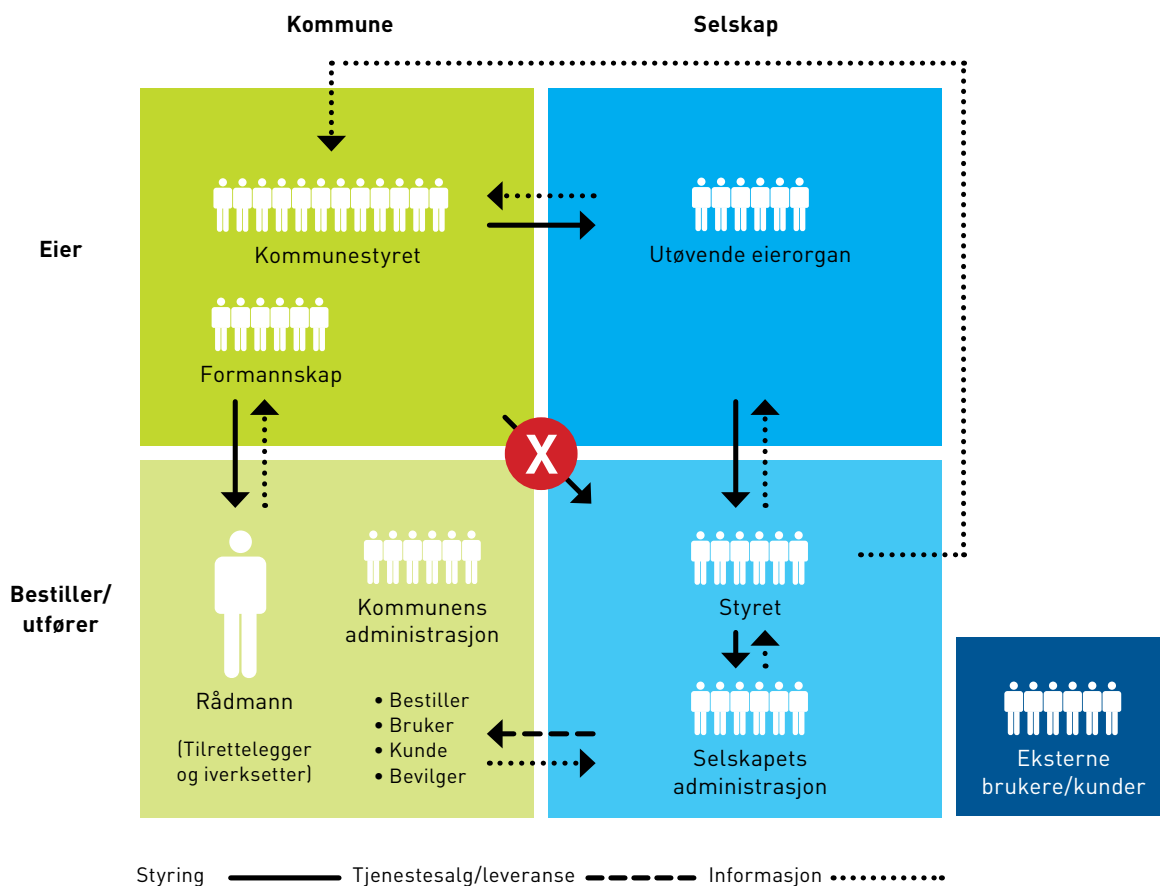 Kommune
Selskap
Eier
Kommunestyret
Utøvende eierorgan
Formannskap
X
Bestiller/
utfører
Rådmann
(Tilrettelegger
og iverksetter)
Kommunens
administrasjon
• Bestiller
• Bruker
• Kunde
• Bevilger
Styret
Selskapets
administrasjon
Eksterne
brukere/kunder
Styring Tjenestesalg/leveranse Informasjon